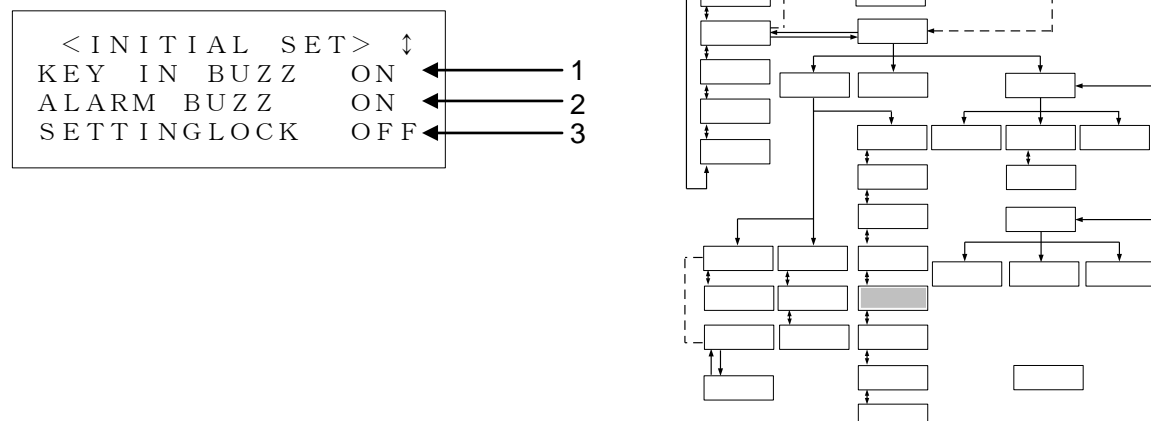 <INITIAL SET> ↕
KEY IN BUZZ ON 1
ALARM BUZZ ON 2
SETTINGLOCK OFF 3